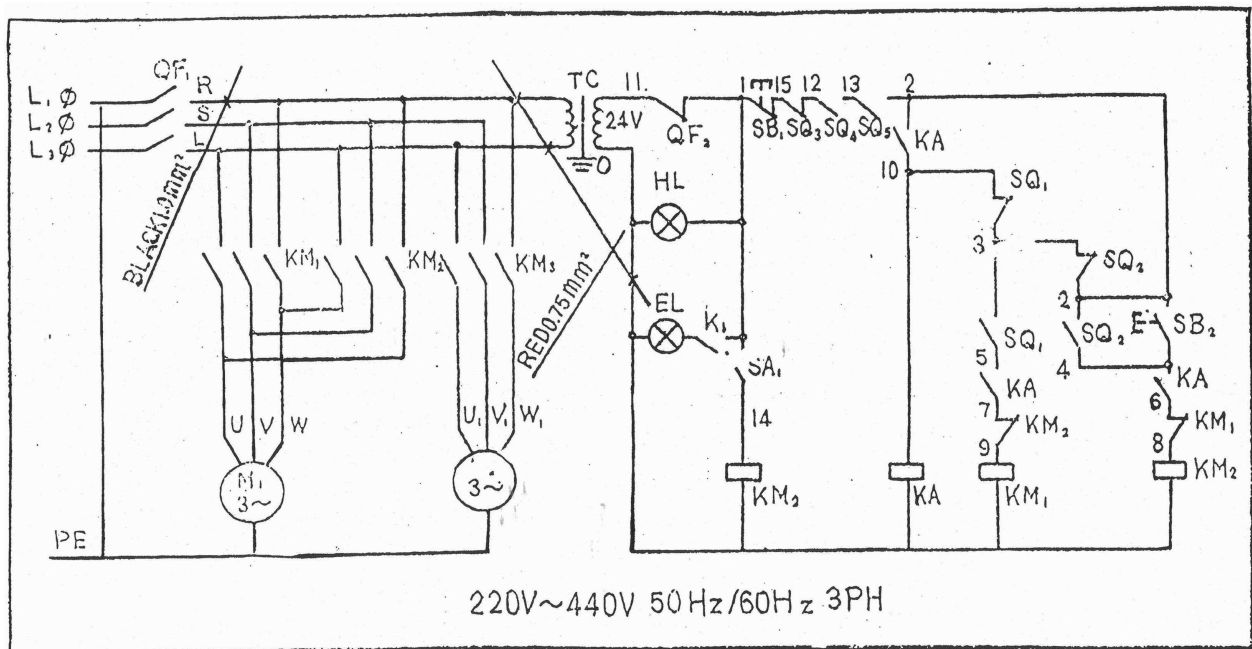 QF₁
L₁ Ø R
L₂ Ø S
L₃ Ø L
BLACK1.0mm²
TC
24V
0
11.
QF₂
1 15 12 13 2
SB₁ SQ₃ SQ₄ SQ₅
KA
10
HL
SQ₁
3
SQ₂
2
KM₁ KM₂ KM₃
RED0.75mm²
EL K₁
SA₁
SQ₁
5
SQ₂
4
E SB₂
KA
7
KM₂
9
KA
6
KM₁
8
U V W
U₁ V₁ W₁
14
M₁
3~
3~
KM₂
KA
KM₁
KM₂
PE
220V~440V 50Hz/60Hz 3PH